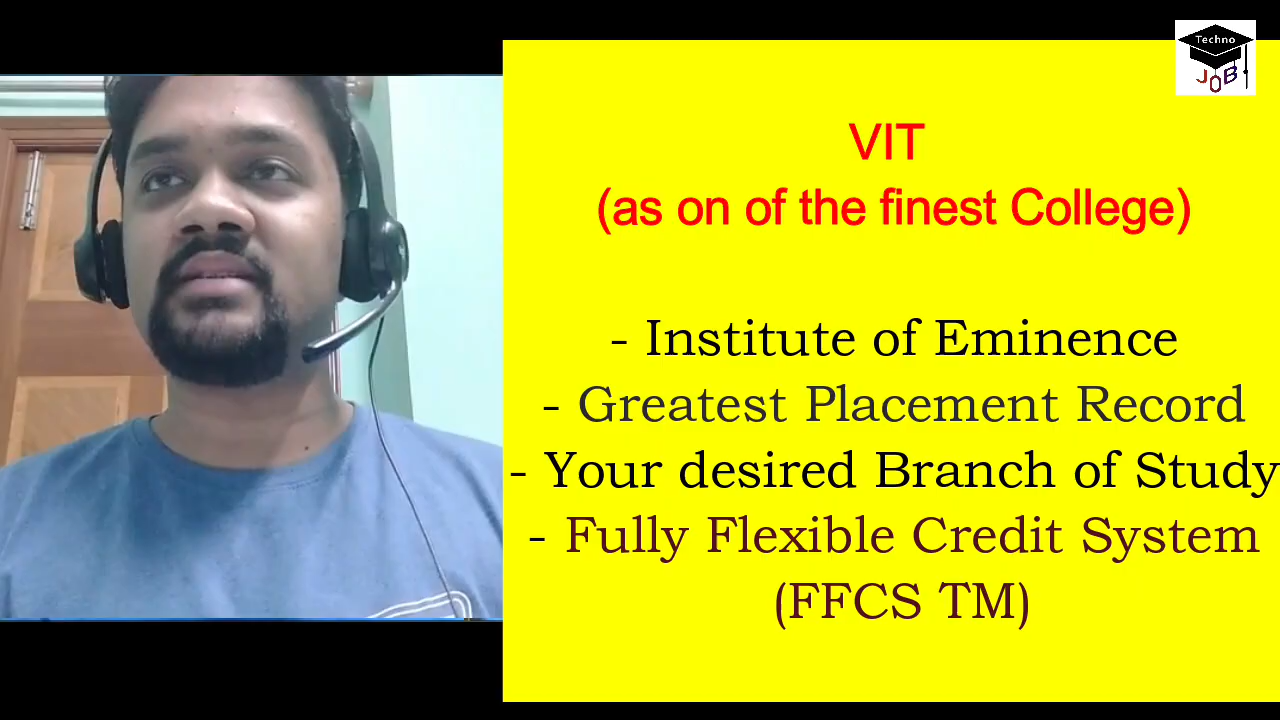 Techno
JOB
VIT
(as on of the finest College)
- Institute of Eminence
- Greatest Placement Record
- Your desired Branch of Study
- Fully Flexible Credit System
(FFCS TM)